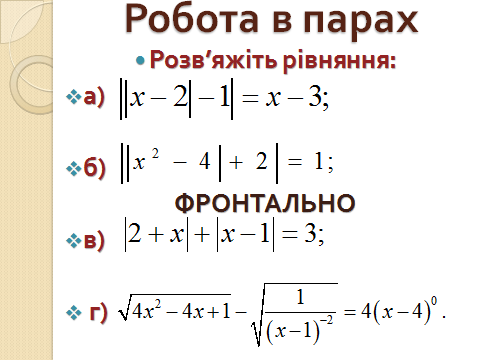 Робота в парах
• Розв’яжіть рівняння:
❖ а) ||x − 2| − 1| = x − 3;
❖ б) ||x² − 4| + 2| = 1;
ФРОНТАЛЬНО
❖ в) |2 + x| + |x − 1| = 3;
❖ г) √(4x² − 4x + 1) − √(1/(x − 1)⁻²) = 4(x − 4)⁰.